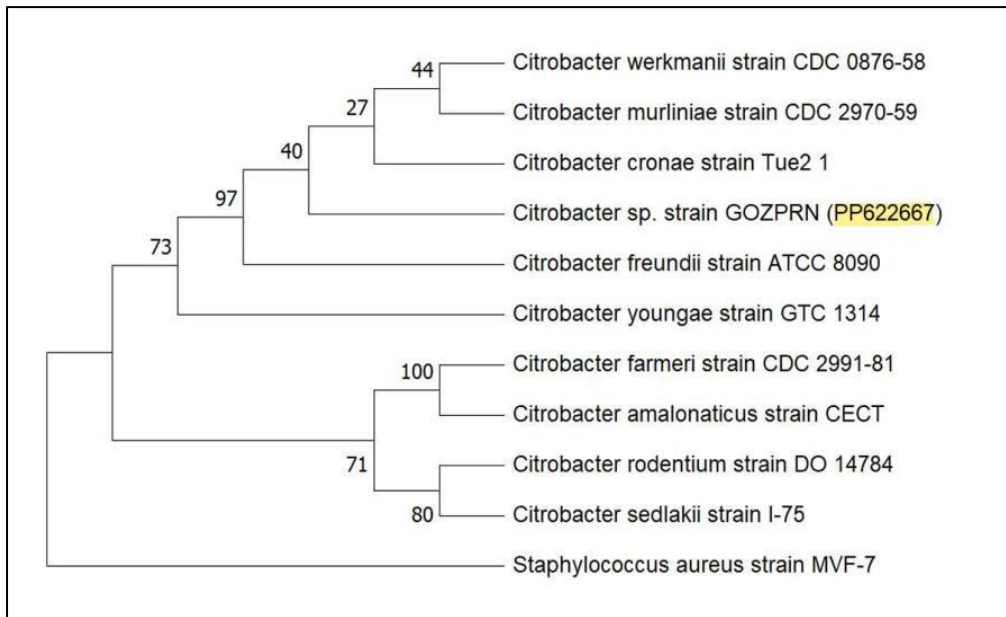 44
Citrobacter werkmanii strain CDC 0876-58
27
Citrobacter murliniae strain CDC 2970-59
40
Citrobacter cronae strain Tue2 1
97
Citrobacter sp. strain GOZPRN (PP622667)
73
Citrobacter freundii strain ATCC 8090
Citrobacter youngae strain GTC 1314
100
Citrobacter farmeri strain CDC 2991-81
Citrobacter amalonaticus strain CECT
71
Citrobacter rodentium strain DO 14784
80
Citrobacter sedlakii strain I-75
Staphylococcus aureus strain MVF-7